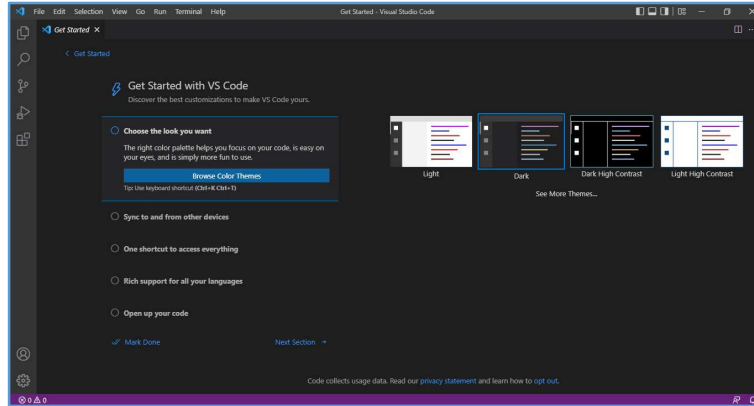 File Edit Selection View Go Run Terminal Help
Get Started - Visual Studio Code
Get Started
Get Started
Get Started with VS Code
Discover the best customizations to make VS Code yours.
Choose the look you want
The right color palette helps you focus on your code, is easy on
your eyes, and is simply more fun to use.
Browse Color Themes
Tip: Use keyboard shortcut (Ctrl+K Ctrl+T)
Light
Dark
Dark High Contrast
Light High Contrast
See More Themes...
Sync to and from other devices
One shortcut to access everything
Rich support for all your languages
Open up your code
Mark Done
Next Section
Code collects usage data. Read our privacy statement and learn how to opt out.
0 0